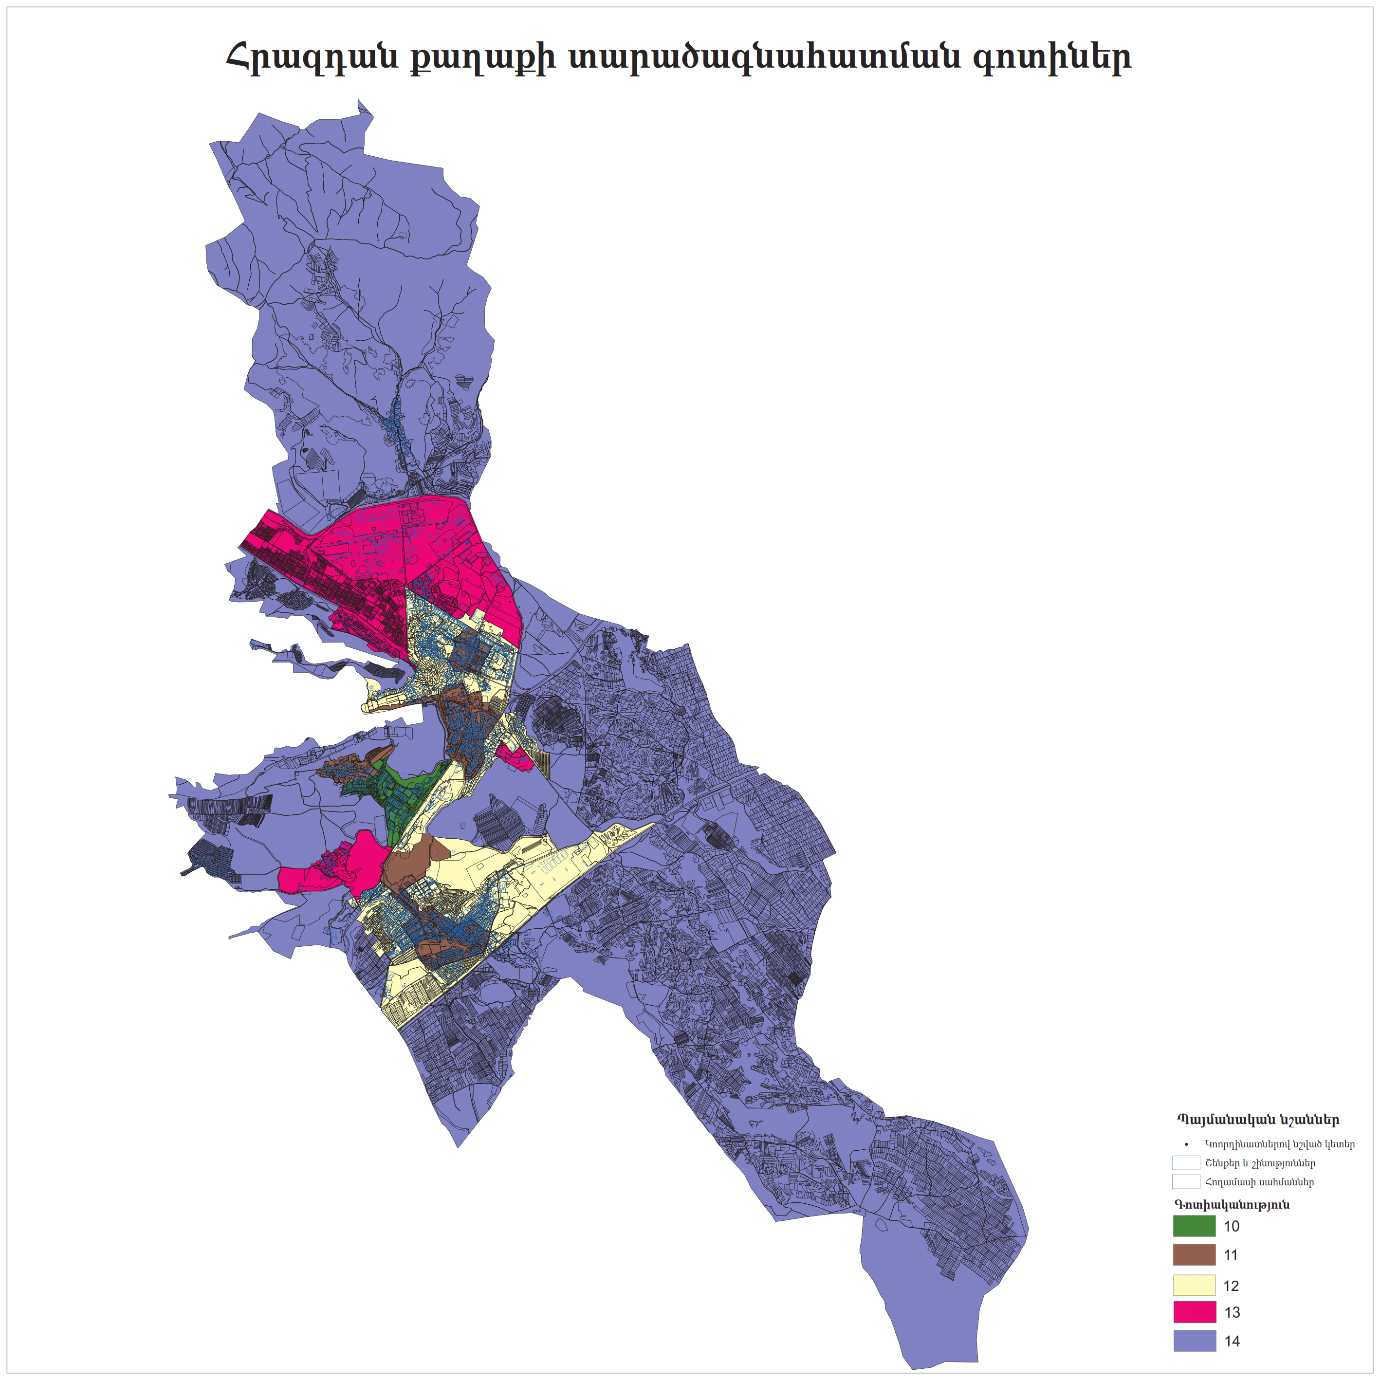 Հրազդան քաղաքի տարածագնահատման գոտիներ
Պայմանական նշաններ
Կոորդինատներով նշված կետեր
Շենքեր և շինություններ
Հողամասի սահմաններ
Գոտիականություն
10
11
12
13
14